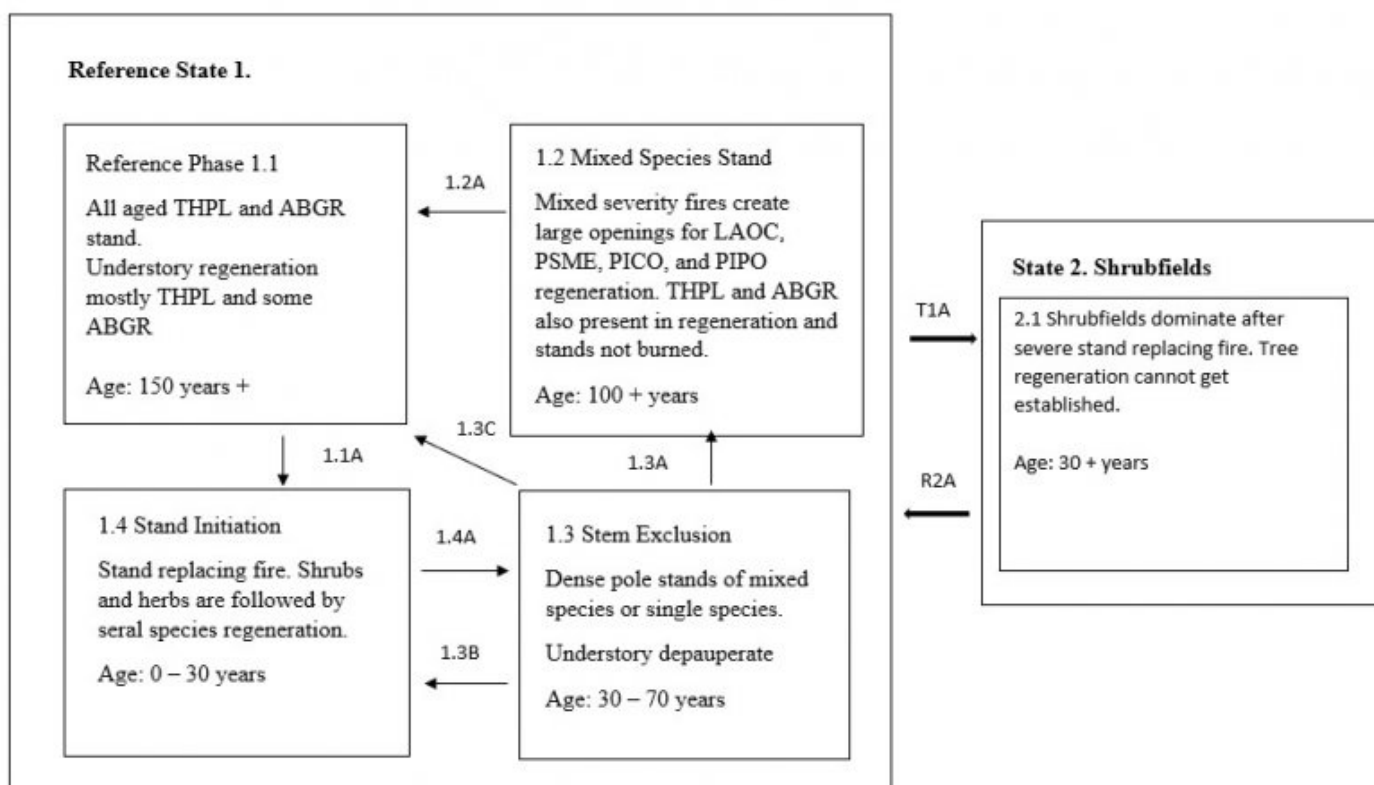 Reference State 1.
Reference Phase 1.1
All aged THPL and ABGR
stand.
Understory regeneration
mostly THPL and some
ABGR
Age: 150 years +
1.2A
1.2 Mixed Species Stand
Mixed severity fires create
large openings for LAOC,
PSME, PICO, and PIPO
regeneration. THPL and ABGR
also present in regeneration and
stands not burned.
Age: 100 + years
1.1A
1.3C
1.3A
1.4 Stand Initiation
Stand replacing fire. Shrubs
and herbs are followed by
seral species regeneration.
Age: 0 – 30 years
1.4A
1.3B
1.3 Stem Exclusion
Dense pole stands of mixed
species or single species.
Understory depauperate
Age: 30 – 70 years
T1A
R2A
State 2. Shrubfields
2.1 Shrubfields dominate after
severe stand replacing fire. Tree
regeneration cannot get
established.
Age: 30 + years